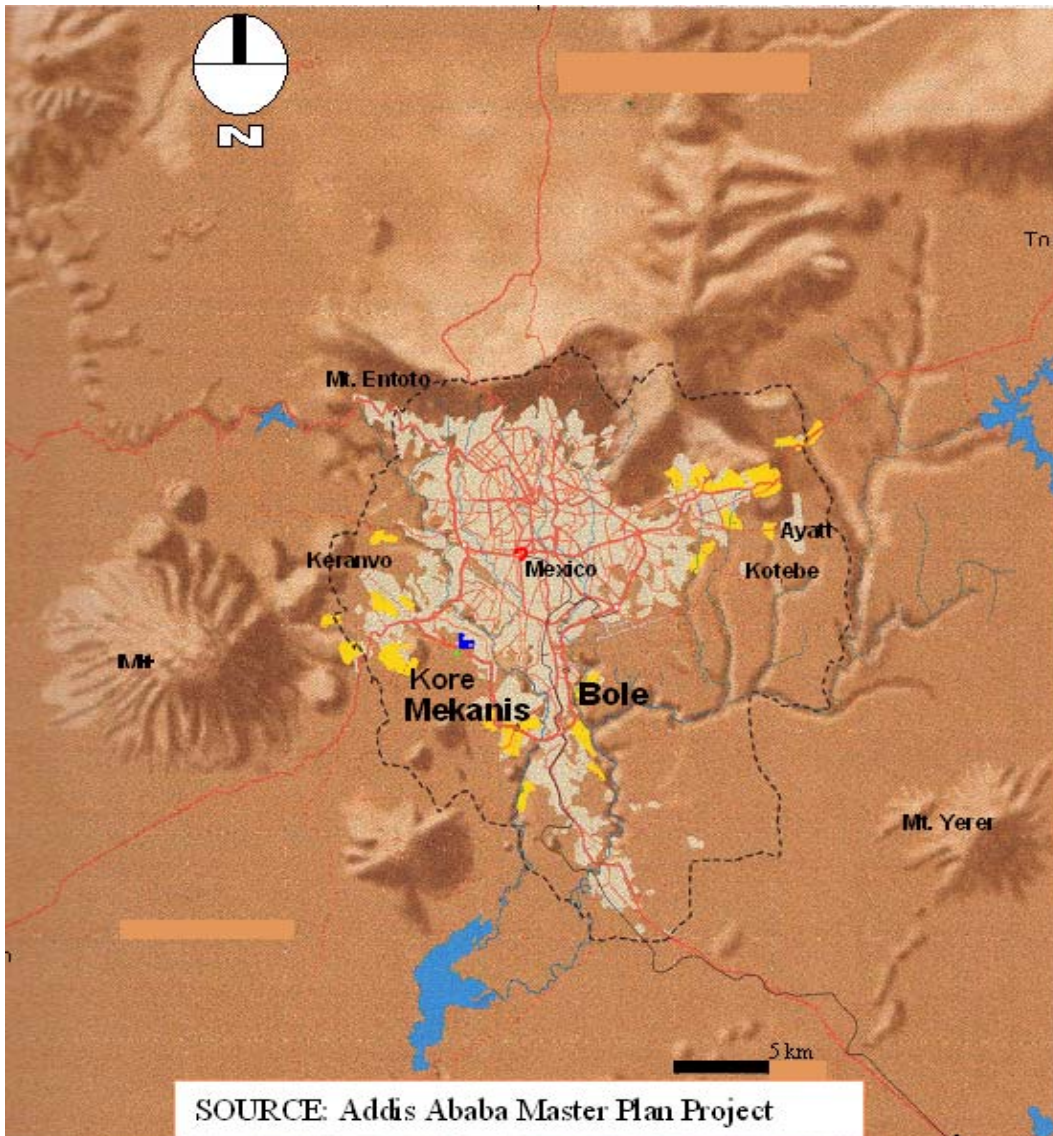 N
Tn
Mt. Entoto
Ayatt
Keranyo
Mexico
Kotebe
Mt
Kore
Bole
Mekanis
Mt. Yerer
5 km
SOURCE: Addis Ababa Master Plan Project